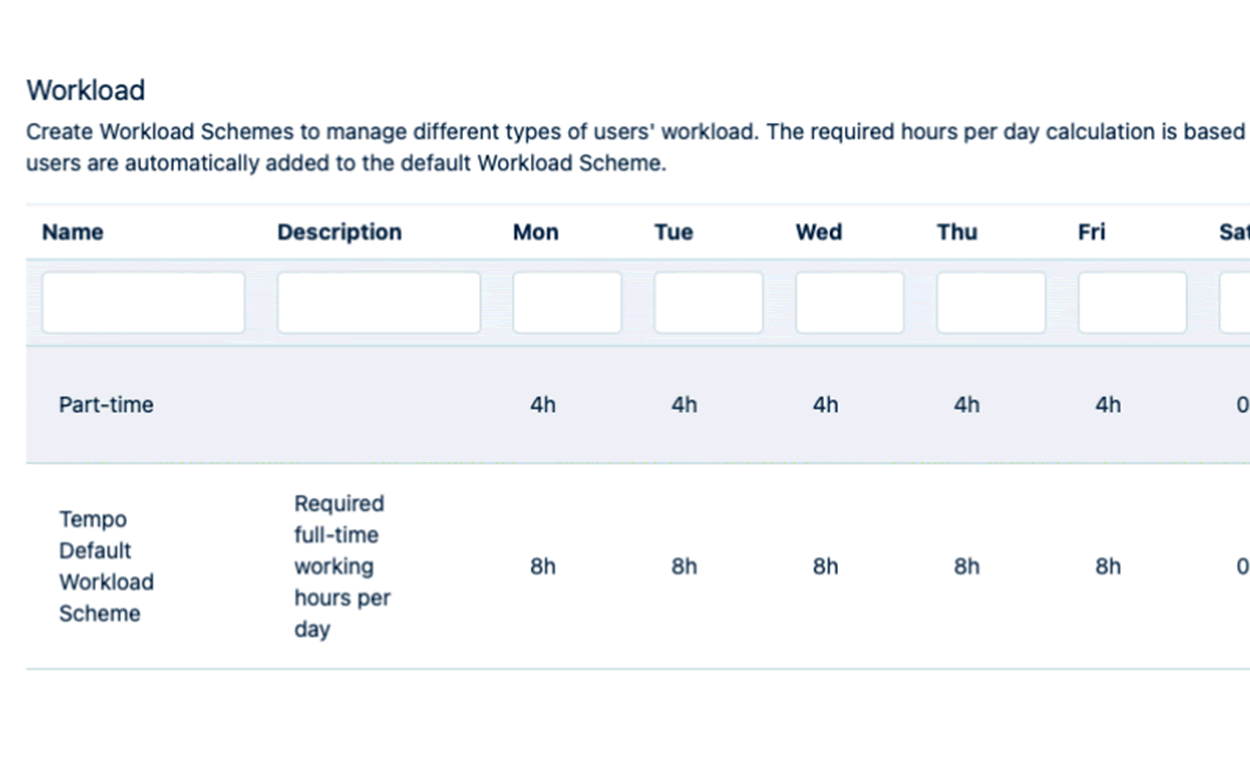 Workload
Create Workload Schemes to manage different types of users' workload. The required hours per day calculation is based
users are automatically added to the default Workload Scheme.
Name Description Mon Tue Wed Thu Fri Sat
Part-time 4h 4h 4h 4h 4h 0
Tempo
Default
Workload
Scheme
Required
full-time
working
hours per
day
8h 8h 8h 8h 8h 0